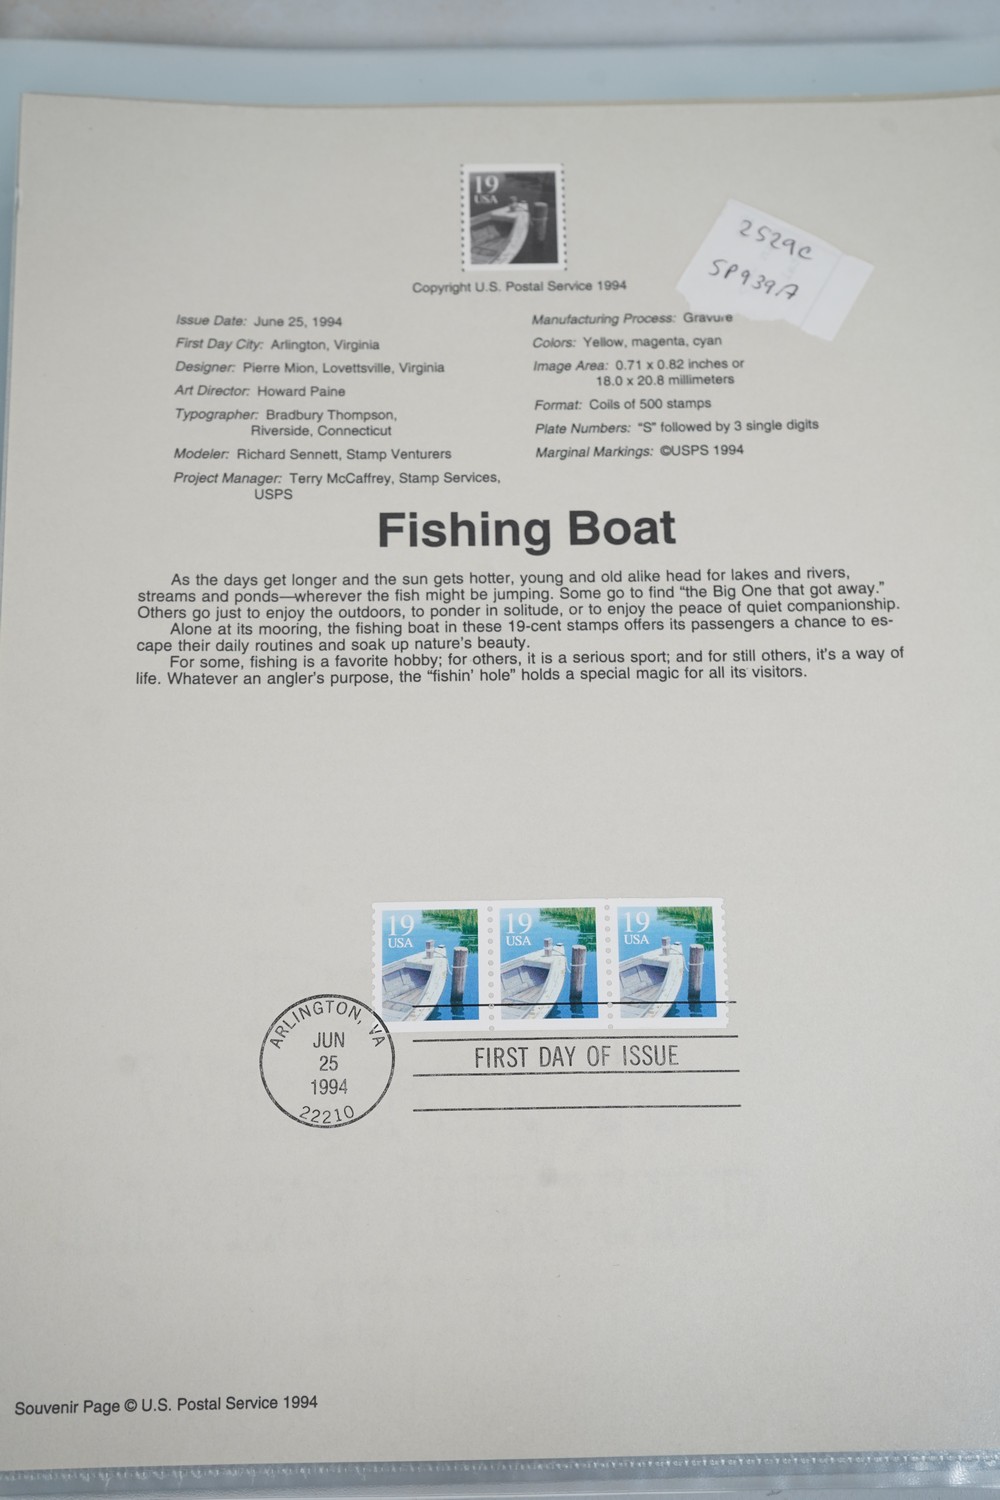 19
USA
2529c
SP939A
Copyright U.S. Postal Service 1994
Issue Date: June 25, 1994
First Day City: Arlington, Virginia
Designer: Pierre Mion, Lovettsville, Virginia
Art Director: Howard Paine
Typographer: Bradbury Thompson,
Riverside, Connecticut
Modeler: Richard Sennett, Stamp Venturers
Project Manager: Terry McCaffrey, Stamp Services,
USPS
Manufacturing Process: Gravure
Colors: Yellow, magenta, cyan
Image Area: 0.71 x 0.82 inches or
18.0 x 20.8 millimeters
Format: Coils of 500 stamps
Plate Numbers: “S” followed by 3 single digits
Marginal Markings: ©USPS 1994
Fishing Boat
As the days get longer and the sun gets hotter, young and old alike head for lakes and rivers,
streams and ponds—wherever the fish might be jumping. Some go to find “the Big One that got away.”
Others go just to enjoy the outdoors, to ponder in solitude, or to enjoy the peace of quiet companionship.
Alone at its mooring, the fishing boat in these 19-cent stamps offers its passengers a chance to es-
cape their daily routines and soak up nature's beauty.
For some, fishing is a favorite hobby; for others, it is a serious sport; and for still others, it's a way of
life. Whatever an angler's purpose, the “fishin' hole” holds a special magic for all its visitors.
19
USA
19
USA
19
USA
ARLINGTON, VA
JUN
25
1994
22210
FIRST DAY OF ISSUE
Souvenir Page © U.S. Postal Service 1994